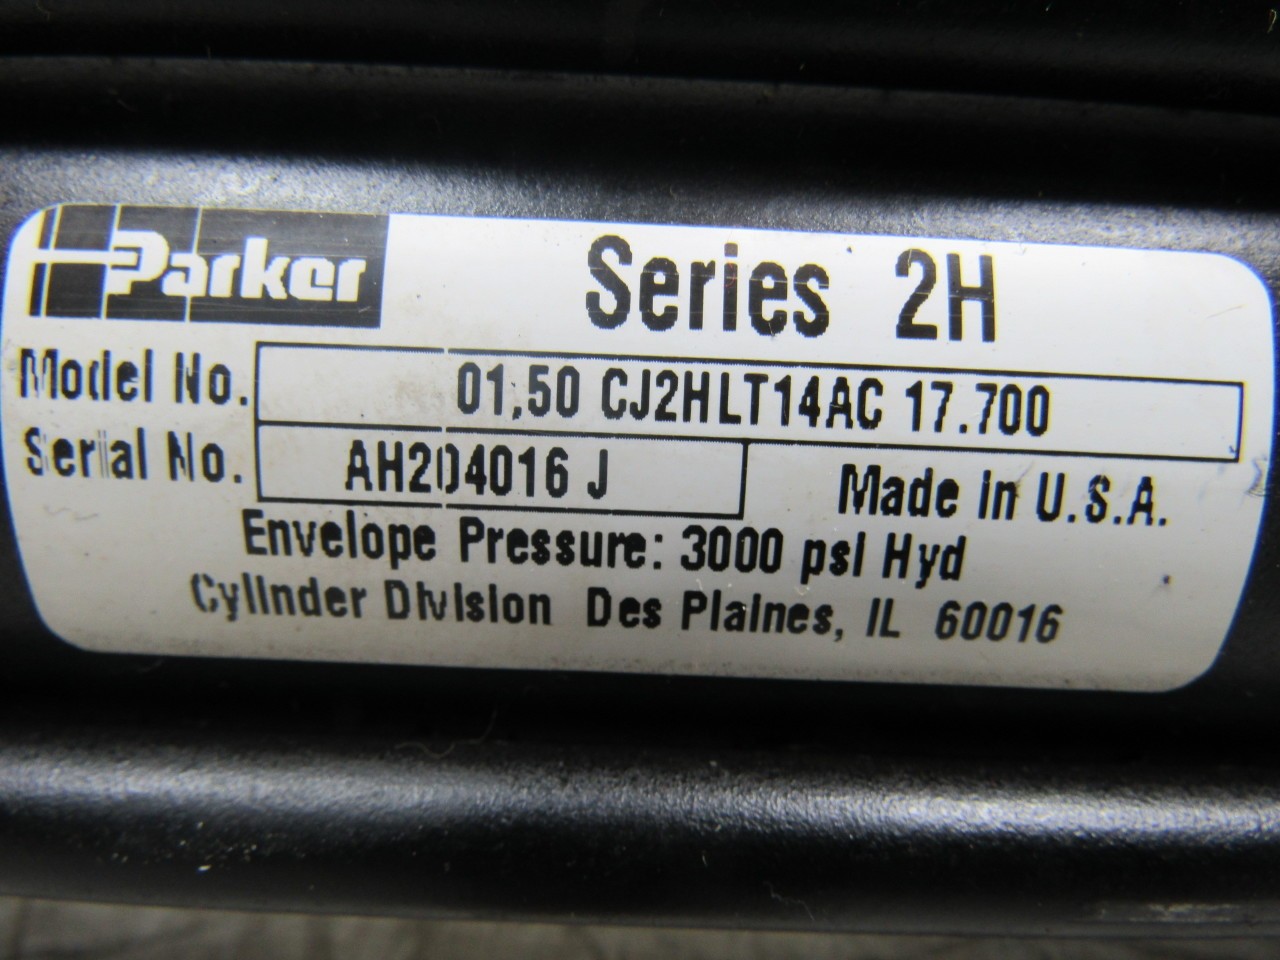 Parker Series 2H
Model No. 01,50 CJ2HLT14AC 17.700
Serial No. AH204016 J Made in U.S.A.
Envelope Pressure: 3000 psi Hyd
Cylinder Division Des Plaines, IL 60016